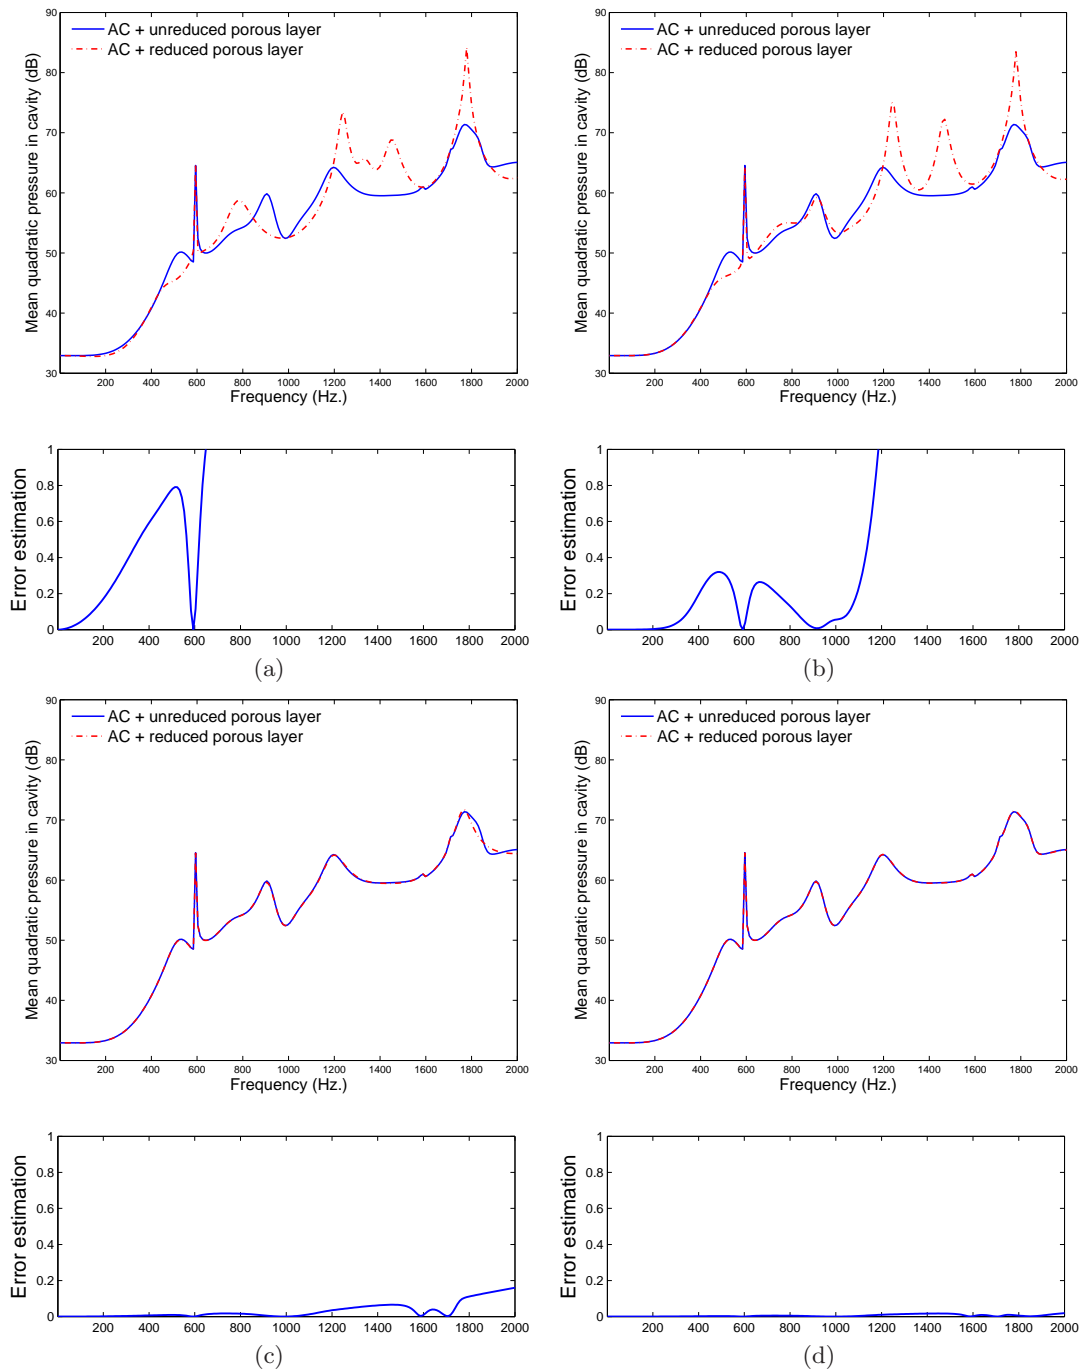 90
80
70
60
50
40
30
Mean quadratic pressure in cavity (dB)
AC + unreduced porous layer
AC + reduced porous layer
200 400 600 800 1000 1200 1400 1600 1800 2000
Frequency (Hz.)
90
80
70
60
50
40
30
Mean quadratic pressure in cavity (dB)
AC + unreduced porous layer
AC + reduced porous layer
200 400 600 800 1000 1200 1400 1600 1800 2000
Frequency (Hz.)
1
0.8
0.6
0.4
0.2
0
Error estimation
200 400 600 800 1000 1200 1400 1600 1800 2000
(a)
1
0.8
0.6
0.4
0.2
0
Error estimation
200 400 600 800 1000 1200 1400 1600 1800 2000
(b)
90
80
70
60
50
40
30
Mean quadratic pressure in cavity (dB)
AC + unreduced porous layer
AC + reduced porous layer
200 400 600 800 1000 1200 1400 1600 1800 2000
Frequency (Hz.)
90
80
70
60
50
40
30
Mean quadratic pressure in cavity (dB)
AC + unreduced porous layer
AC + reduced porous layer
200 400 600 800 1000 1200 1400 1600 1800 2000
Frequency (Hz.)
1
0.8
0.6
0.4
0.2
0
Error estimation
200 400 600 800 1000 1200 1400 1600 1800 2000
(c)
1
0.8
0.6
0.4
0.2
0
Error estimation
200 400 600 800 1000 1200 1400 1600 1800 2000
(d)